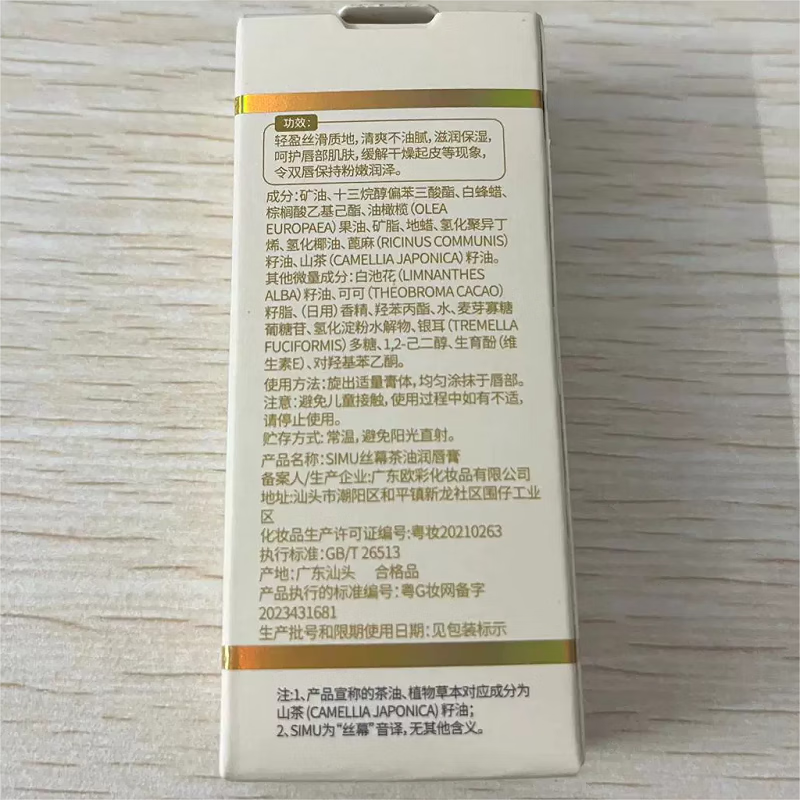 功效:
轻盈丝滑质地,清爽不油腻,滋润保湿,
呵护唇部肌肤,缓解干燥起皮等现象,
令双唇保持粉嫩润泽。
成分:矿油、十三烷醇偏苯三酸酯、白蜂蜡、
棕榈酸乙基己酯、油橄榄(OLEA
EUROPAEA)果油、矿脂、地蜡、氢化聚异丁
烯、氢化椰油、蓖麻(RICINUS COMMUNIS)
籽油、山茶(CAMELLIA JAPONICA)籽油。
其他微量成分:白池花(LIMNANTHES
ALBA)籽油、可可(THEOBROMA CACAO)
籽脂、(日用)香精、羟苯丙酯、水、麦芽寡糖
葡糖苷、氢化淀粉水解物、银耳(TREMELLA
FUCIFORMIS)多糖、1,2-己二醇、生育酚(维
生素E)、对羟基苯乙酮。
使用方法:旋出适量膏体,均匀涂抹于唇部。
注意:避免儿童接触,使用过程中如有不适,
请停止使用。
贮存方式:常温,避免阳光直射。
产品名称:SIMU丝幕茶油润唇膏
备案人/生产企业:广东欧彩化妆品有限公司
地址:汕头市潮阳区和平镇新龙社区围仔工业
区
化妆品生产许可证编号:粤妆20210263
执行标准:GB/T 26513
产地:广东汕头 合格品
产品执行的标准编号:粤G妆网备字
2023431681
生产批号和限期使用日期:见包装标示
注:1、产品宣称的茶油、植物草本对应成分为
山茶(CAMELLIA JAPONICA)籽油;
2、SIMU为“丝幕”音译,无其他含义。